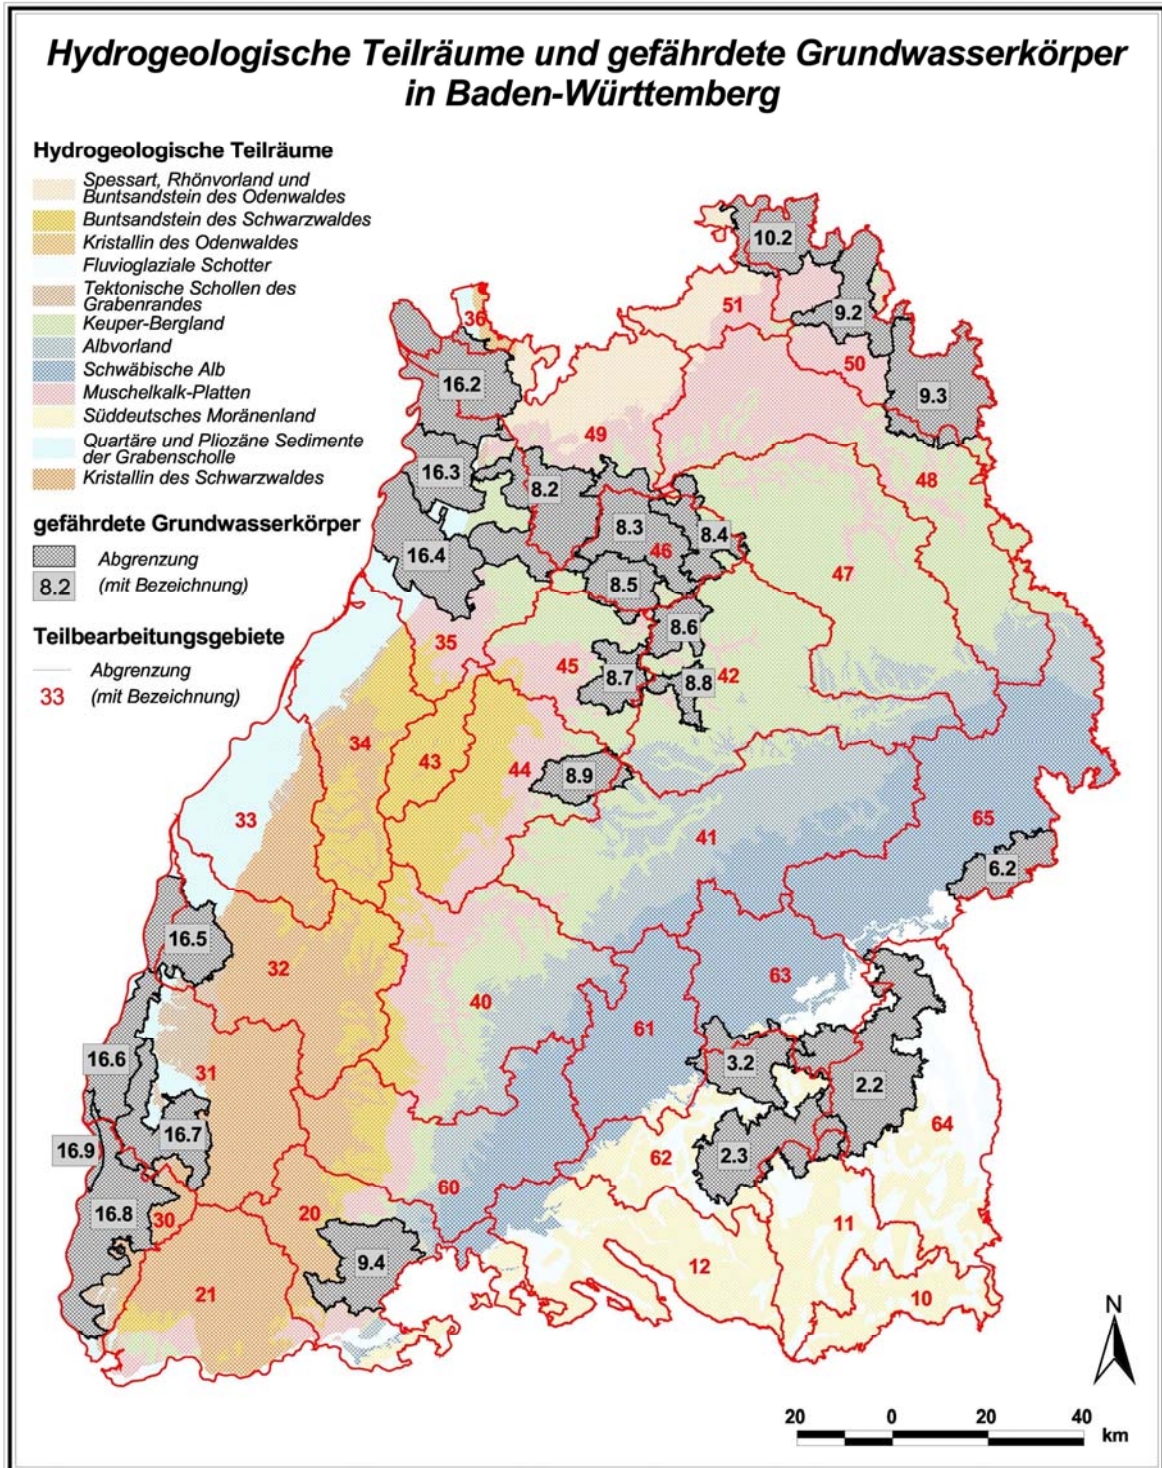 Hydrogeologische Teilräume und gefährdete Grundwasserkörper
in Baden-Württemberg
Hydrogeologische Teilräume
Spessart, Rhönvorland und
Buntsandstein des Odenwaldes
Buntsandstein des Schwarzwaldes
Kristallin des Odenwaldes
Fluvioglaziale Schotter
Tektonische Schollen des
Grabenrandes
Keuper-Bergland
Albvorland
Schwäbische Alb
Muschelkalk-Platten
Süddeutsches Moränenland
Quartäre und Pliozäne Sedimente
der Grabenscholle
Kristallin des Schwarzwaldes
gefährdete Grundwasserkörper
Abgrenzung
8.2 (mit Bezeichnung)
Teilbearbeitungsgebiete
Abgrenzung
33 (mit Bezeichnung)
10.2
51
9.2
36
50
16.2
9.3
49
16.3
48
8.2
8.3
8.4
46
16.4
47
8.5
8.6
35
45
8.7
8.8
42
34
43
44
8.9
33
65
41
6.2
16.5
32
63
40
61
16.6
3.2
31
2.2
64
16.7
16.9
62
2.3
60
16.8
30
20
11
9.4
12
21
10
N
20 0 20 40
km